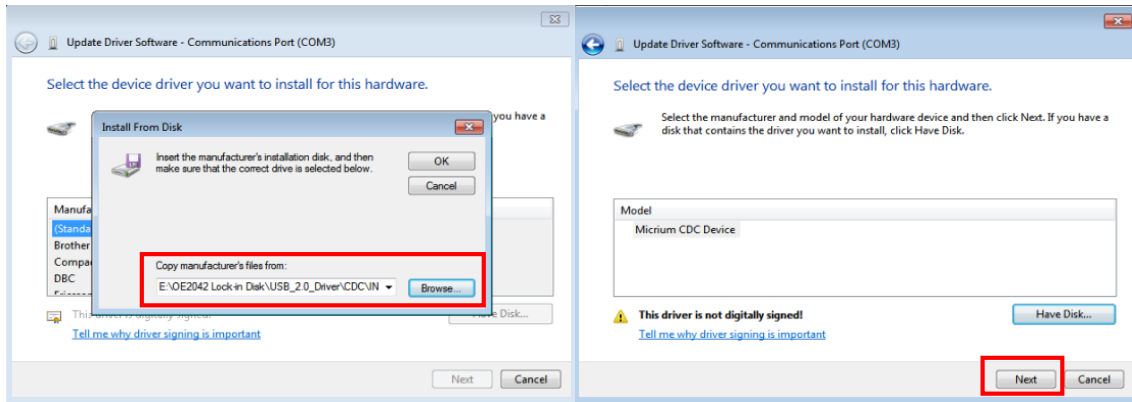 Update Driver Software - Communications Port (COM3)
Select the device driver you want to install for this hardware.
you have a
Install From Disk
Insert the manufacturer's installation disk, and then
make sure that the correct drive is selected below.
OK
Cancel
Manufa
(Standa
Brother
Compa
DBC
Copy manufacturer's files from:
E:\OE2042 Lock-in Disk\USB_2.0_Driver\CDC\IN
Browse...
This driver is digitally signed.
Have Disk...
Tell me why driver signing is important
Next
Cancel
Update Driver Software - Communications Port (COM3)
Select the device driver you want to install for this hardware.
Select the manufacturer and model of your hardware device and then click Next. If you have a
disk that contains the driver you want to install, click Have Disk.
Model
Micrium CDC Device
This driver is not digitally signed!
Have Disk...
Tell me why driver signing is important
Next
Cancel